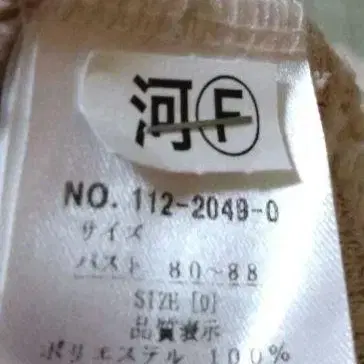 河Ⓕ
NO. 112-2049-0
サイズ
バスト 80~88
SIZE [0]
品質表示
ポリエステル 100%